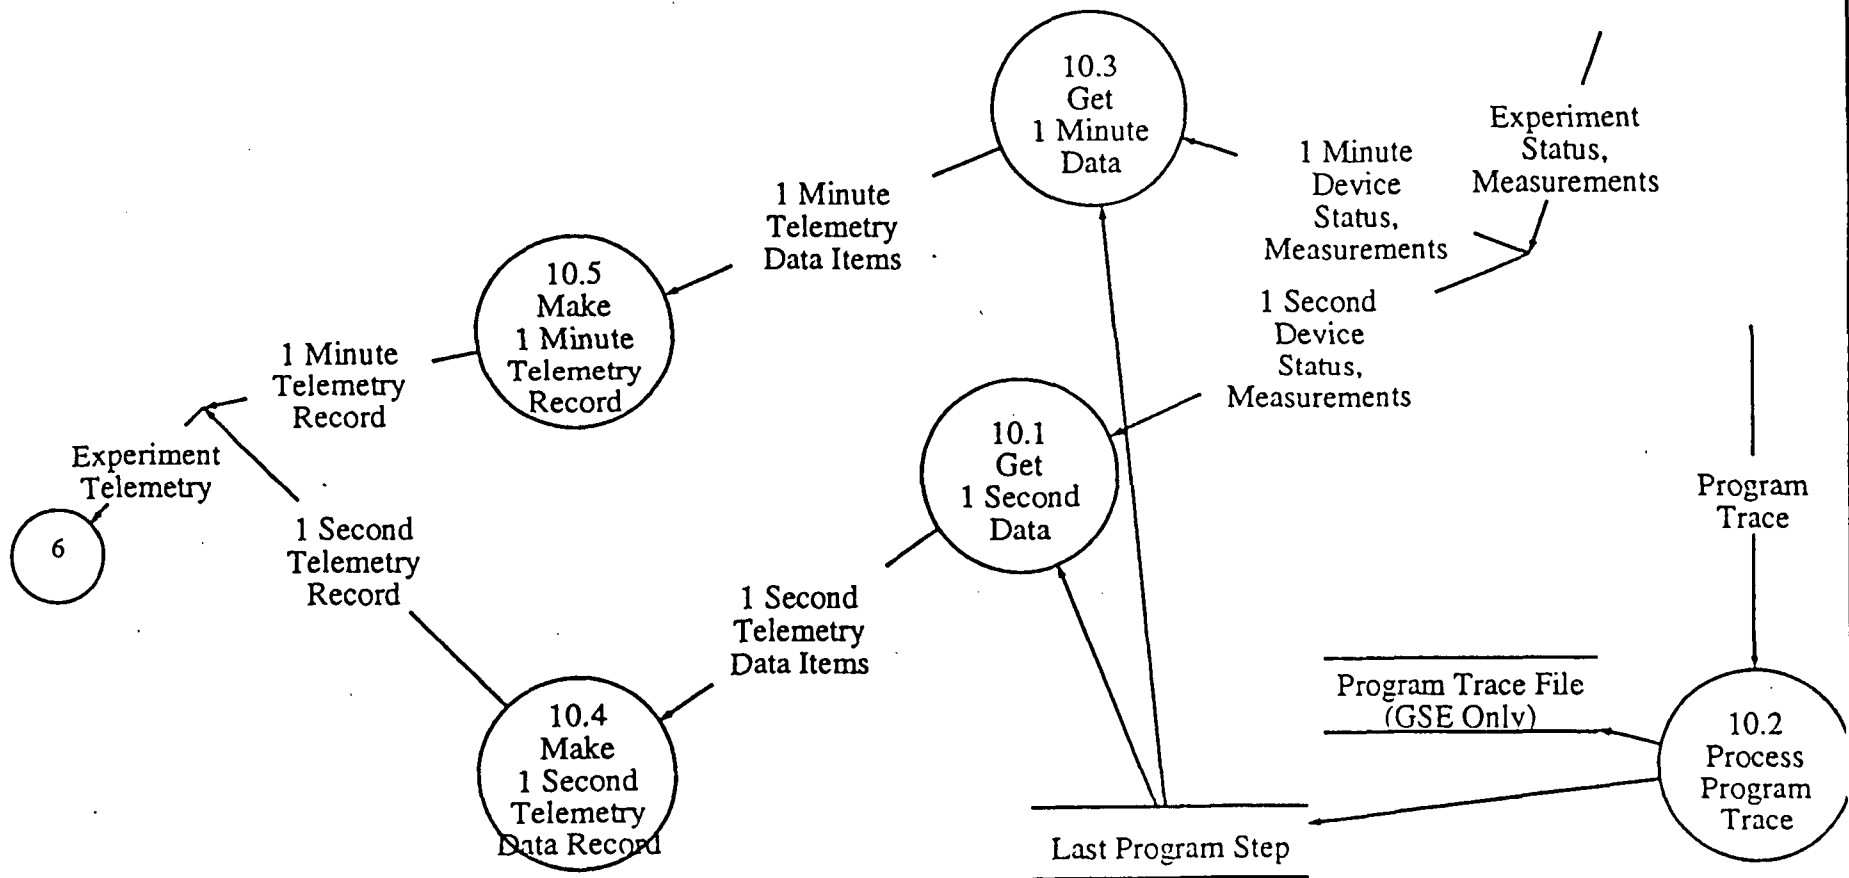 10.3
Get
1 Minute
Data
Experiment
Status,
Measurements
1 Minute
Device
Status,
Measurements
1 Minute
Telemetry
Data Items
10.5
Make
1 Minute
Telemetry
Record
1 Second
Device
Status,
Measurements
1 Minute
Telemetry
Record
10.1
Get
1 Second
Data
Experiment
Telemetry
6
Program
Trace
1 Second
Telemetry
Record
1 Second
Telemetry
Data Items
Program Trace File
(GSE Only)
10.4
Make
1 Second
Telemetry
Data Record
10.2
Process
Program
Trace
Last Program Step